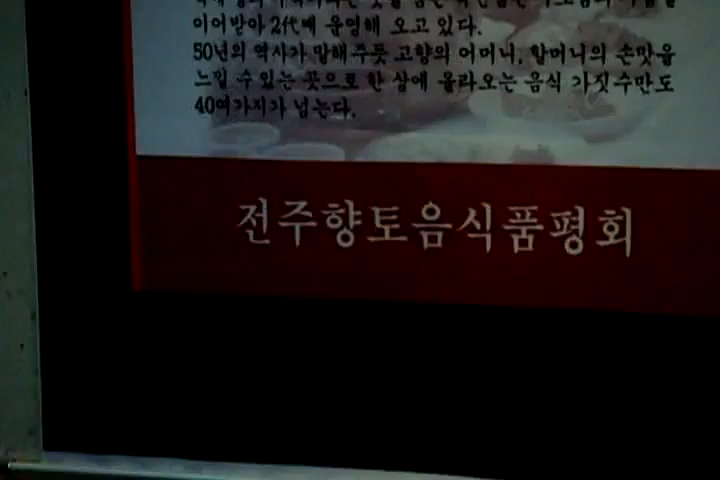 이어받아 2代째 운영해 오고 있다.
50년의 역사가 말해주듯 고향의 어머니, 할머니의 손맛을
느낄 수 있는 곳으로 한 상에 올라오는 음식 가짓수만도
40여가지가 넘는다.
전주향토음식품평회